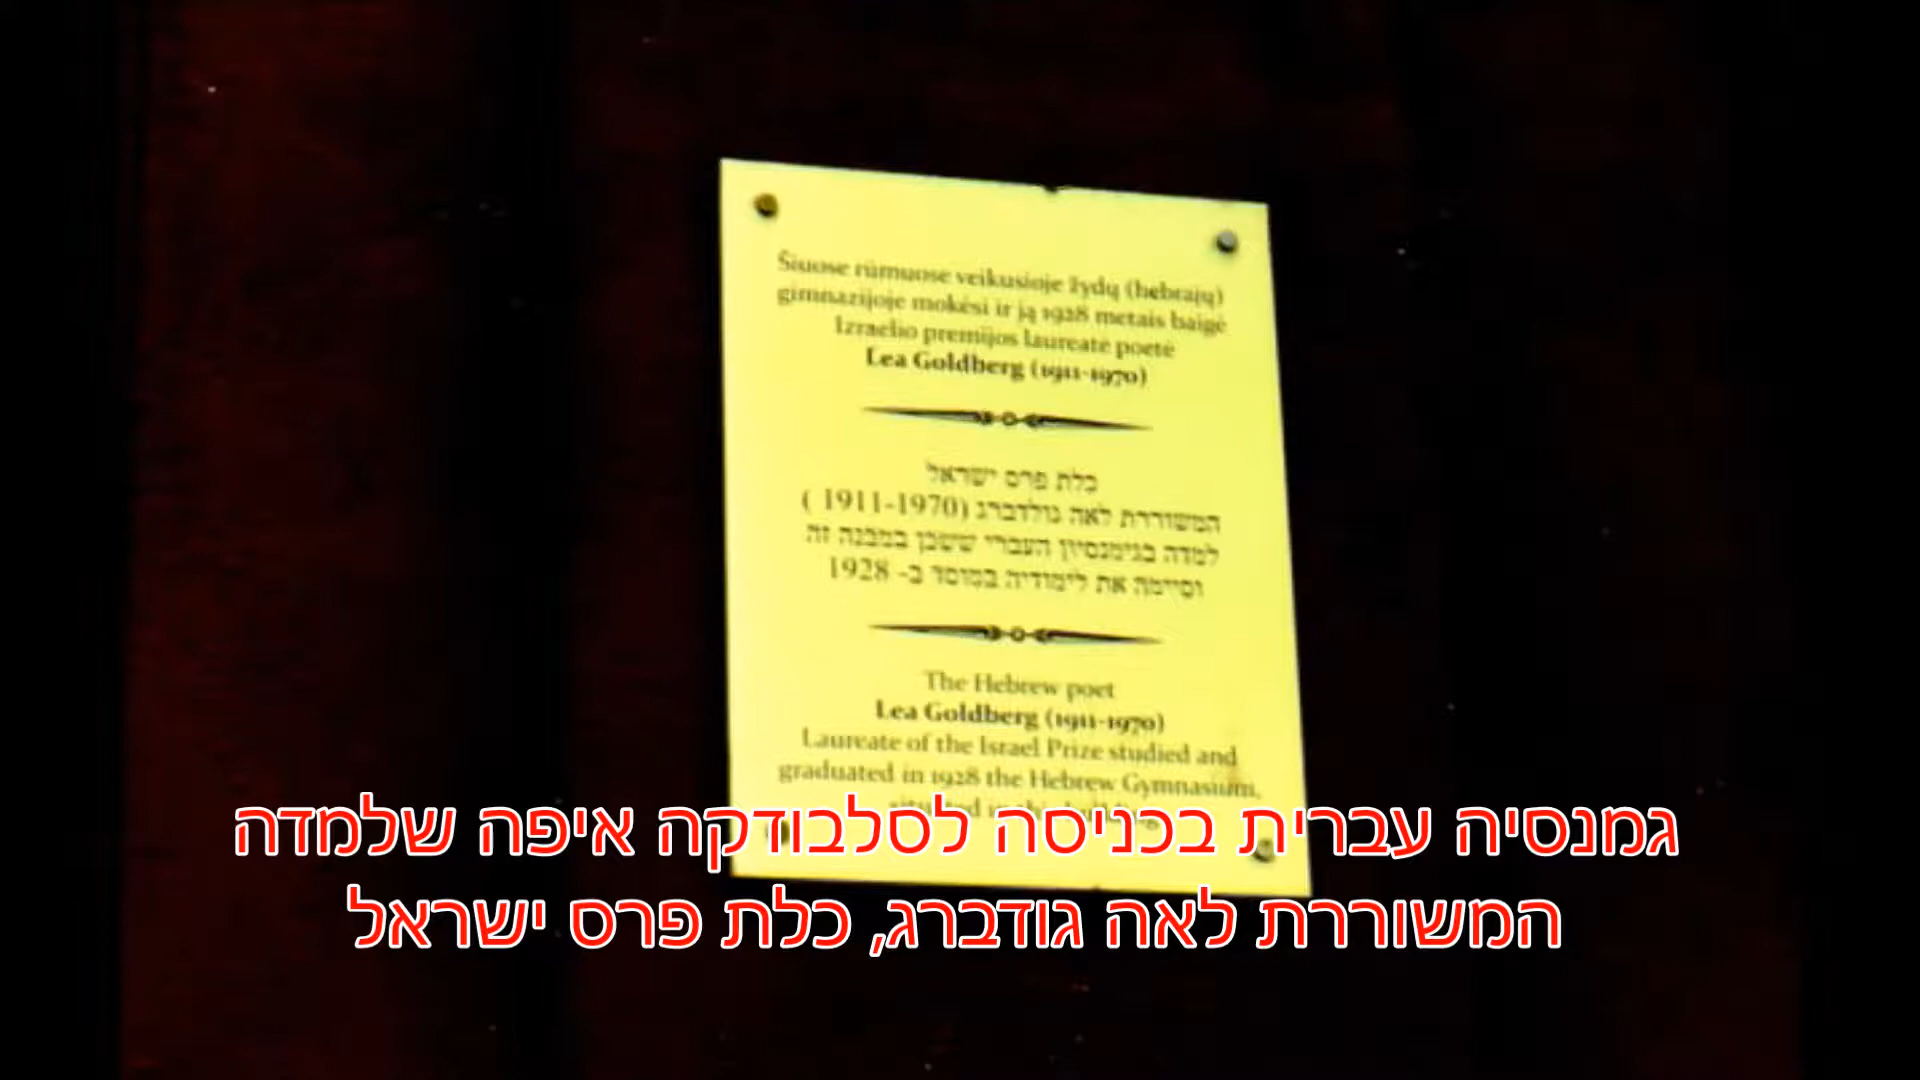 Šiuose rūmuose veikusioje žydų (hebrajų)
gimnazijoje mokėsi ir ją 1928 metais baigė
Izraelio premijos laureatė poetė
Lea Goldberg (1911-1970)
כלת פרס ישראל
המשוררת לאה גולדברג (1911-1970 )
למדה בגימנסיון העברי ששכן במבנה זה
וסיימה את לימודיה במוסד ב- 1928
The Hebrew poet
Lea Goldberg (1911-1970)
Laureate of the Israel Prize studied and
graduated in 1928 the Hebrew Gymnasium,
גמנסיה עברית בכניסה לסלבודקה איפה שלמדה
המשוררת לאה גודברג, כלת פרס ישראל